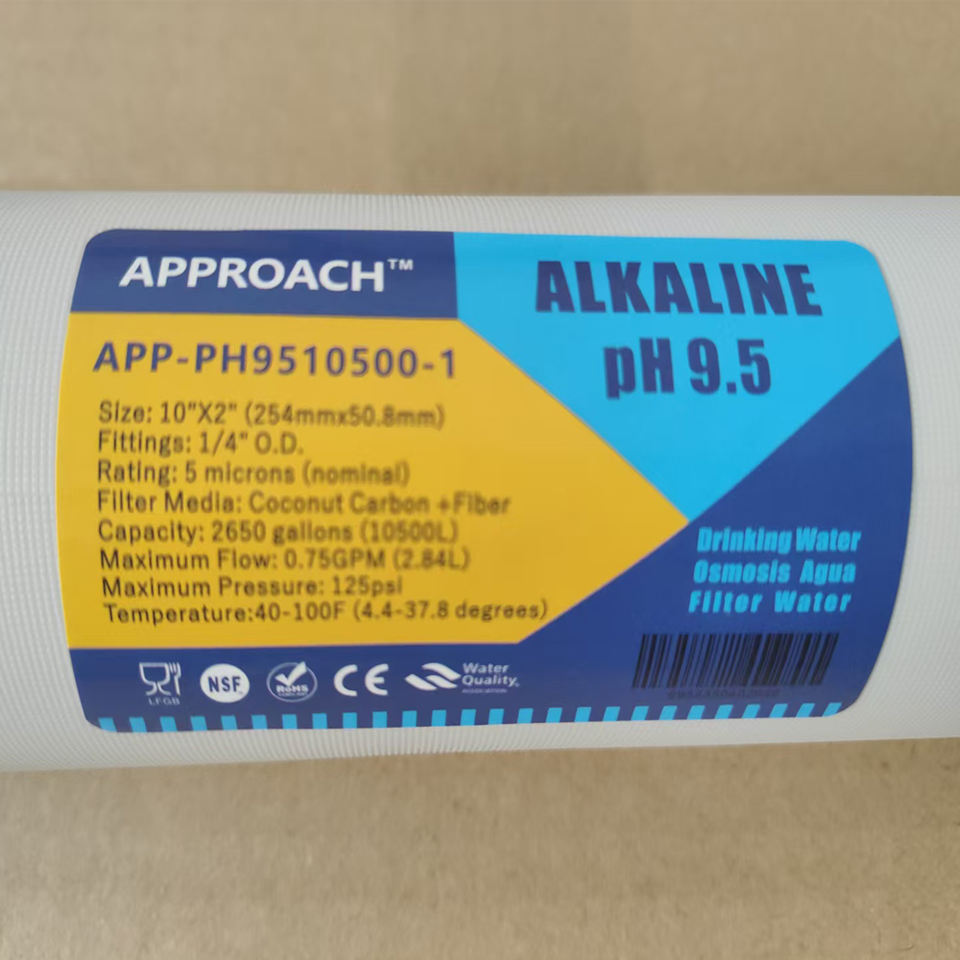 APPROACH™
APP-PH9510500-1
Size: 10"X2" (254mmx50.8mm)
Fittings: 1/4" O.D.
Rating: 5 microns (nominal)
Filter Media: Coconut Carbon +Fiber
Capacity: 2650 gallons (10500L)
Maximum Flow: 0.75GPM (2.84L)
Maximum Pressure: 125psi
Temperature:40-100F (4.4-37.8 degrees)
ALKALINE
pH 9.5
Drinking Water
Osmosis Agua
Filter Water
LFGB
NSF
RoHS
CE
Water
Quality
ASSOCIATION